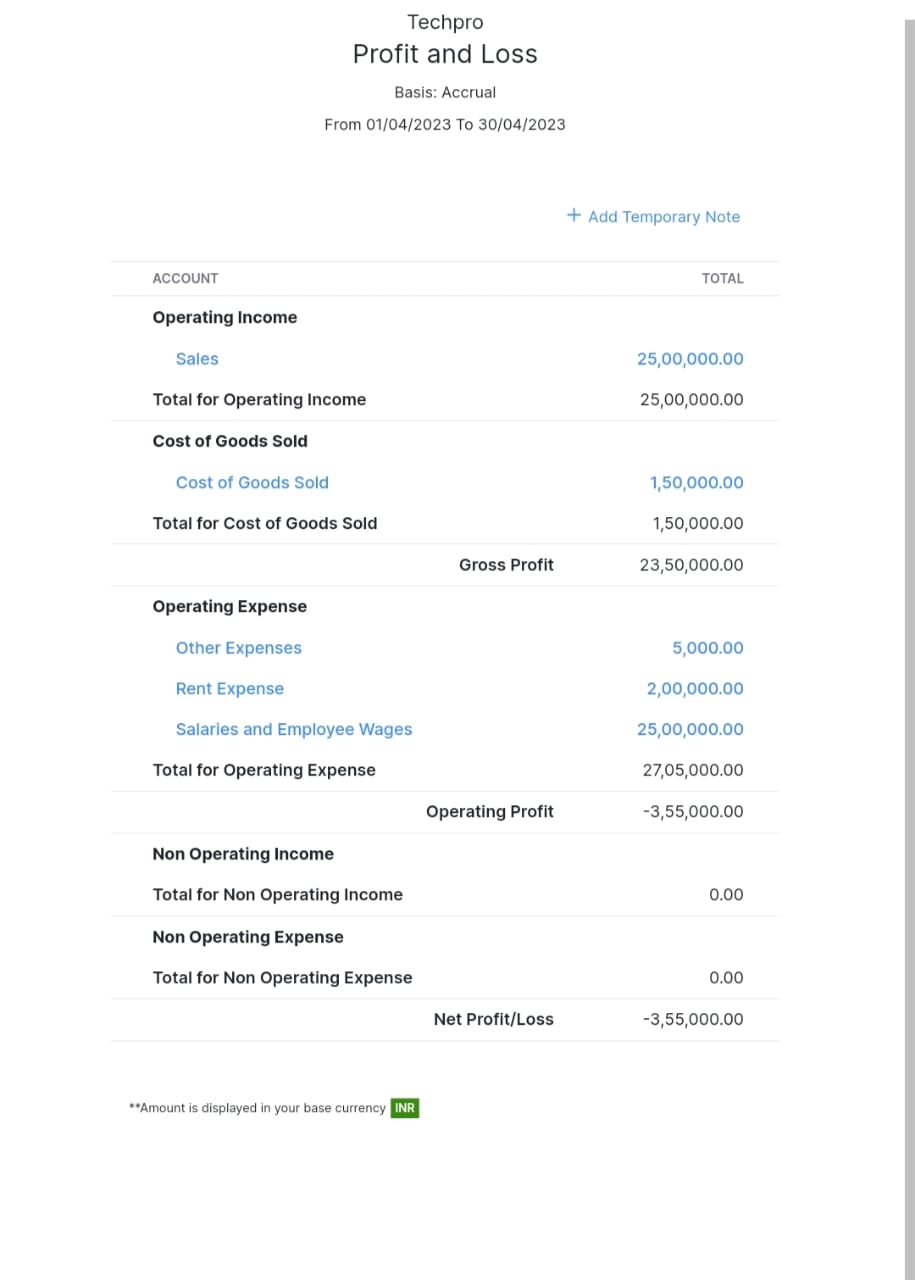 Techpro
Profit and Loss
Basis: Accrual
From 01/04/2023 To 30/04/2023
+ Add Temporary Note
ACCOUNT TOTAL
Operating Income
Sales 25,00,000.00
Total for Operating Income 25,00,000.00
Cost of Goods Sold
Cost of Goods Sold 1,50,000.00
Total for Cost of Goods Sold 1,50,000.00
Gross Profit 23,50,000.00
Operating Expense
Other Expenses 5,000.00
Rent Expense 2,00,000.00
Salaries and Employee Wages 25,00,000.00
Total for Operating Expense 27,05,000.00
Operating Profit -3,55,000.00
Non Operating Income
Total for Non Operating Income 0.00
Non Operating Expense
Total for Non Operating Expense 0.00
Net Profit/Loss -3,55,000.00
**Amount is displayed in your base currency INR